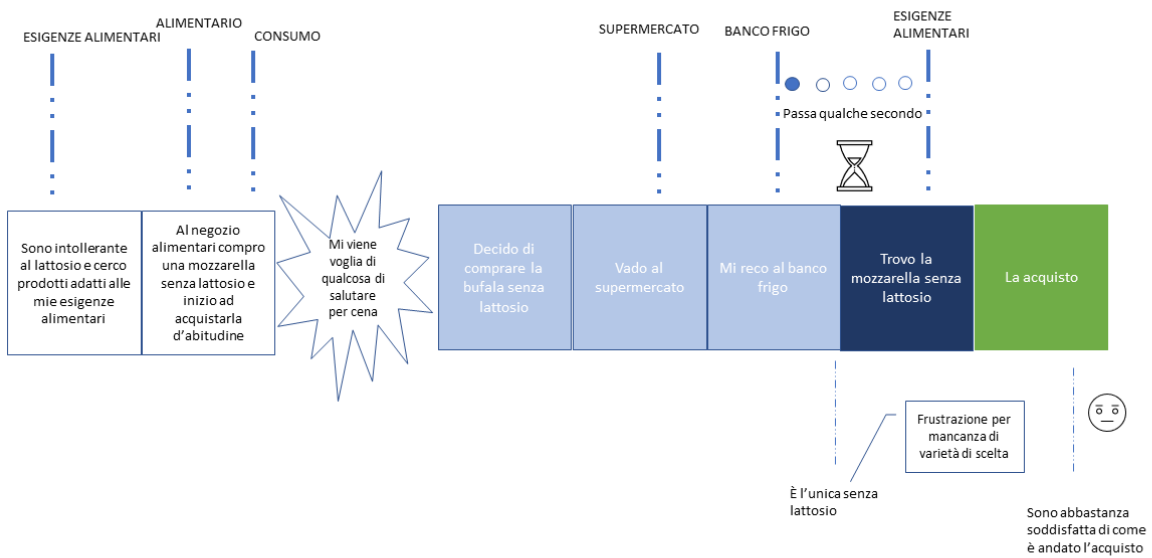 ESIGENZE ALIMENTARI
ALIMENTARIO
CONSUMO
SUPERMERCATO
BANCO FRIGO
ESIGENZE
ALIMENTARI
Passa qualche secondo
Sono intollerante
al lattosio e cerco
prodotti adatti alle
mie esigenze
alimentari
Al negozio
alimentari compro
una mozzarella
senza lattosio e
inizio ad
acquistarla
d’abitudine
Mi viene
voglia di
qualcosa di
salutare
per cena
Decido di
comprare la
bufala senza
lattosio
Vado al
supermercato
Mi reco al banco
frigo
Trovo la
mozzarella senza
lattosio
La acquisto
Frustrazione per
mancanza di
varietà di scelta
È l’unica senza
lattosio
Sono abbastanza
soddisfatta di come
è andato l’acquisto